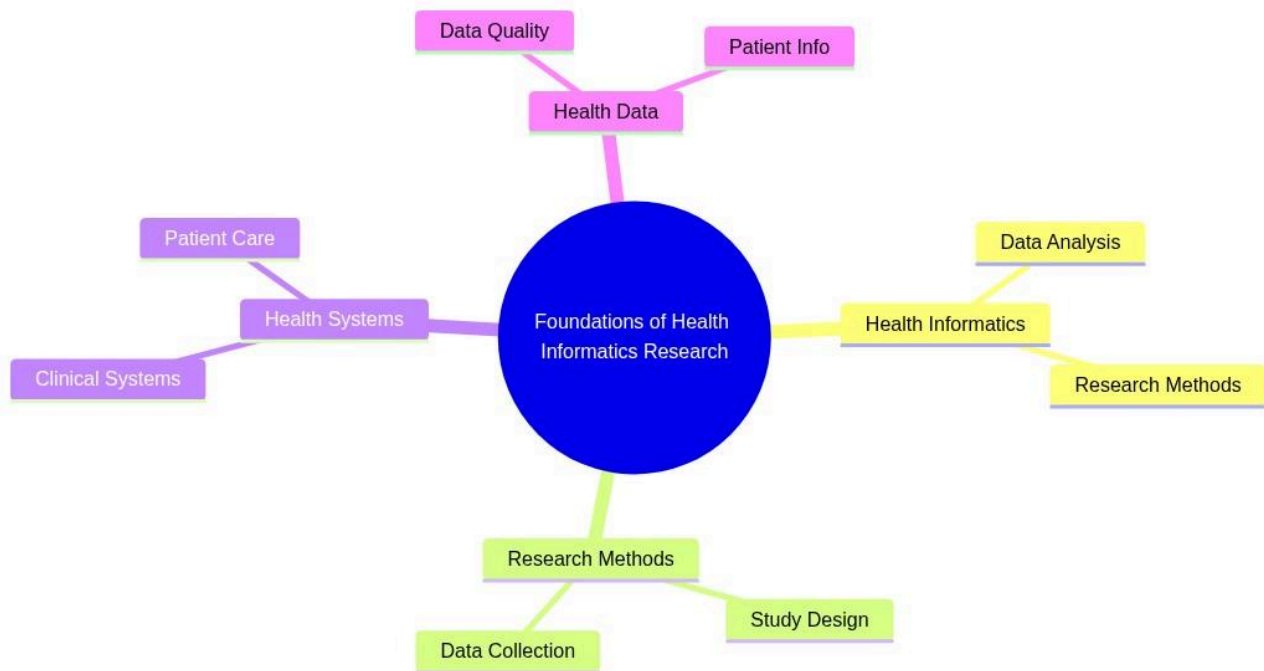 Data Quality
Patient Info
Health Data
Patient Care
Data Analysis
Health Systems
Foundations of Health
Informatics Research
Health Informatics
Clinical Systems
Research Methods
Research Methods
Study Design
Data Collection